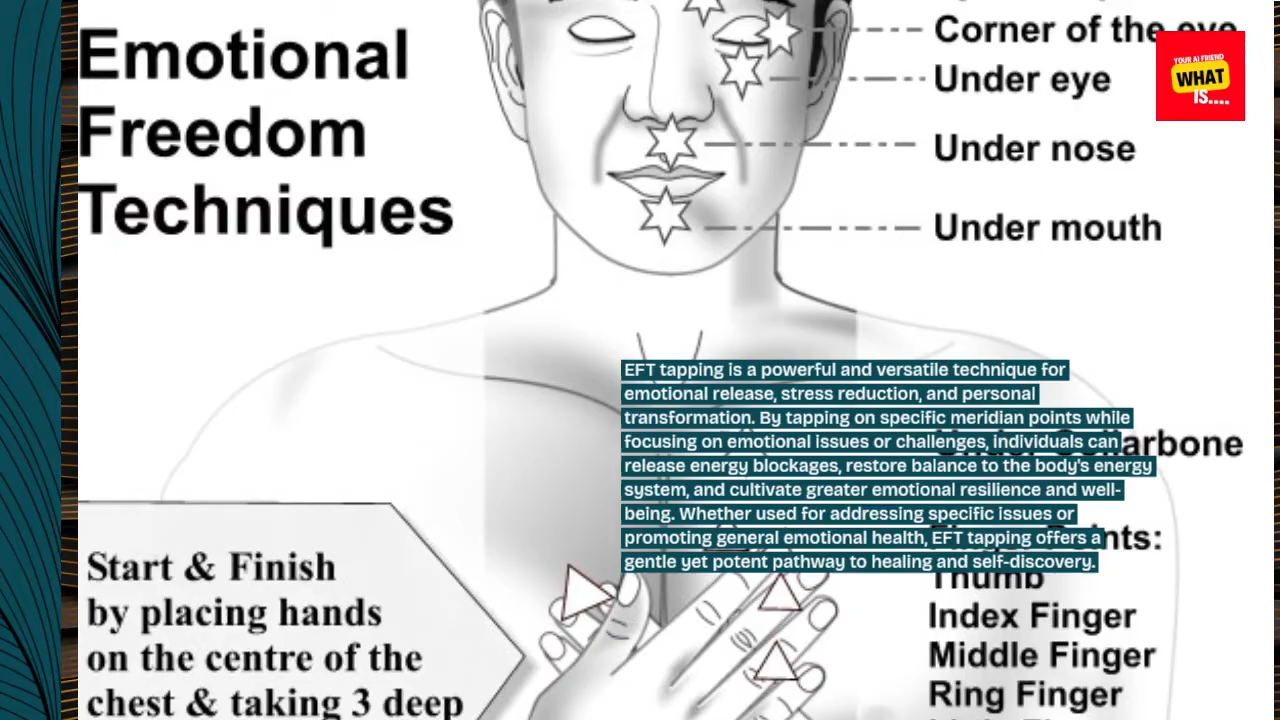 Emotional
Freedom
Techniques
Corner of the eye
Under eye
Under nose
Under mouth
YOUR AI FRIEND
WHAT
IS....
EFT tapping is a powerful and versatile technique for
emotional release, stress reduction, and personal
transformation. By tapping on specific meridian points while
focusing on emotional issues or challenges, individuals can
release energy blockages, restore balance to the body's energy
system, and cultivate greater emotional resilience and well-
being. Whether used for addressing specific issues or
promoting general emotional health, EFT tapping offers a
gentle yet potent pathway to healing and self-discovery.
Under Collarbone
Finger Points:
Thumb
Index Finger
Middle Finger
Ring Finger
Start & Finish
by placing hands
on the centre of the
chest & taking 3 deep